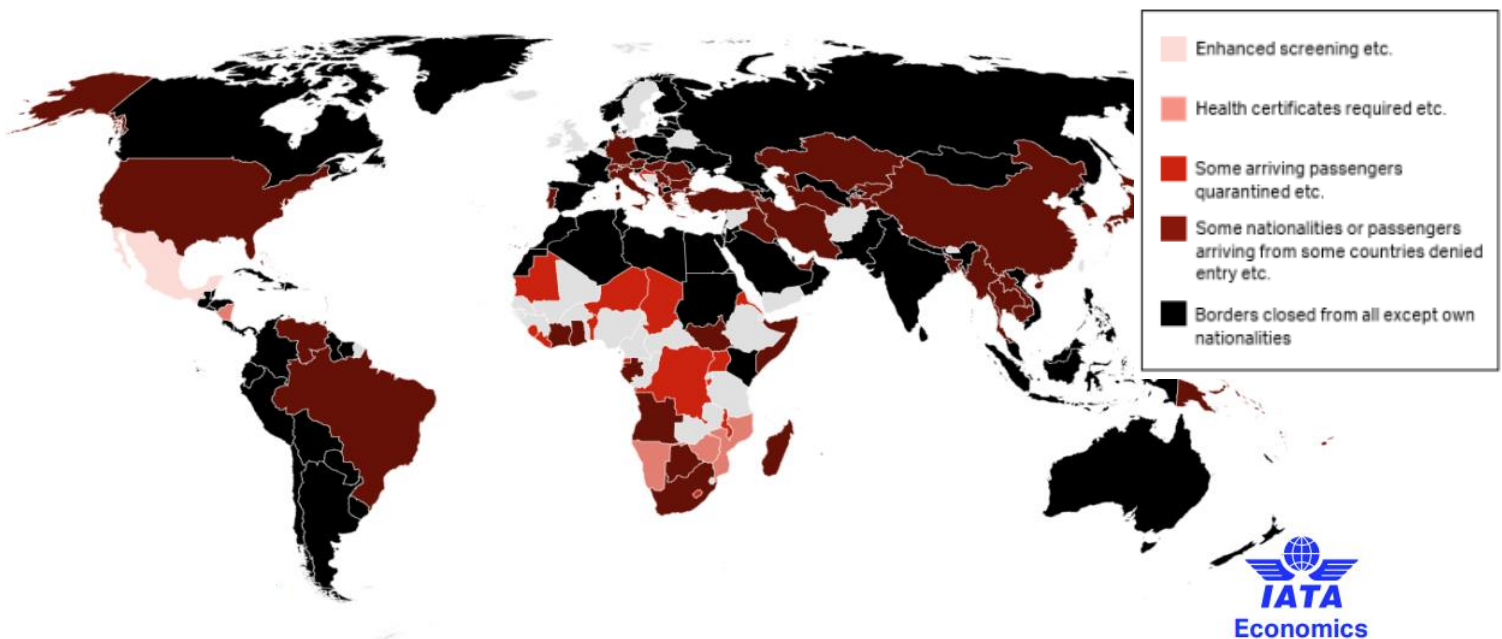 Enhanced screening etc.
Health certificates required etc.
Some arriving passengers
quarantined etc.
Some nationalities or passengers
arriving from some countries denied
entry etc.
Borders closed from all except own
nationalities
IATA
Economics